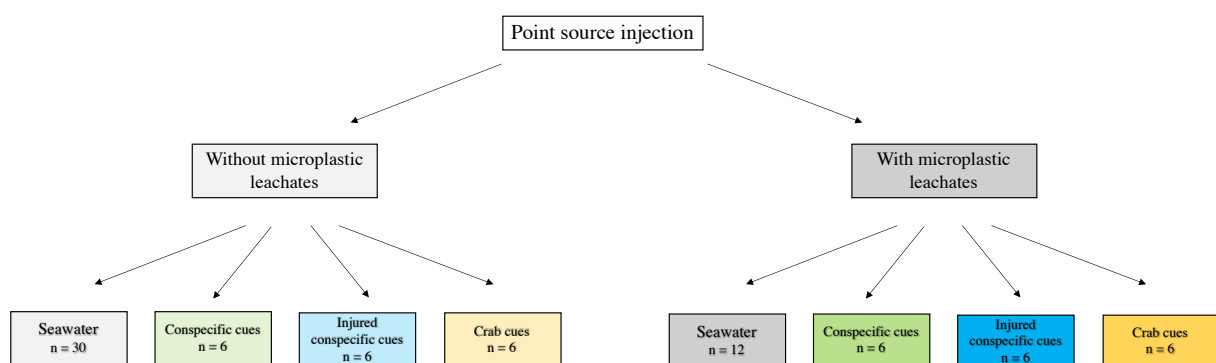 Point source injection
Without microplastic
leachates
With microplastic
leachates
Seawater
n = 30
Conspecific cues
n = 6
Injured
conspecific cues
n = 6
Crab cues
n = 6
Seawater
n = 12
Conspecific cues
n = 6
Injured
conspecific cues
n = 6
Crab cues
n = 6